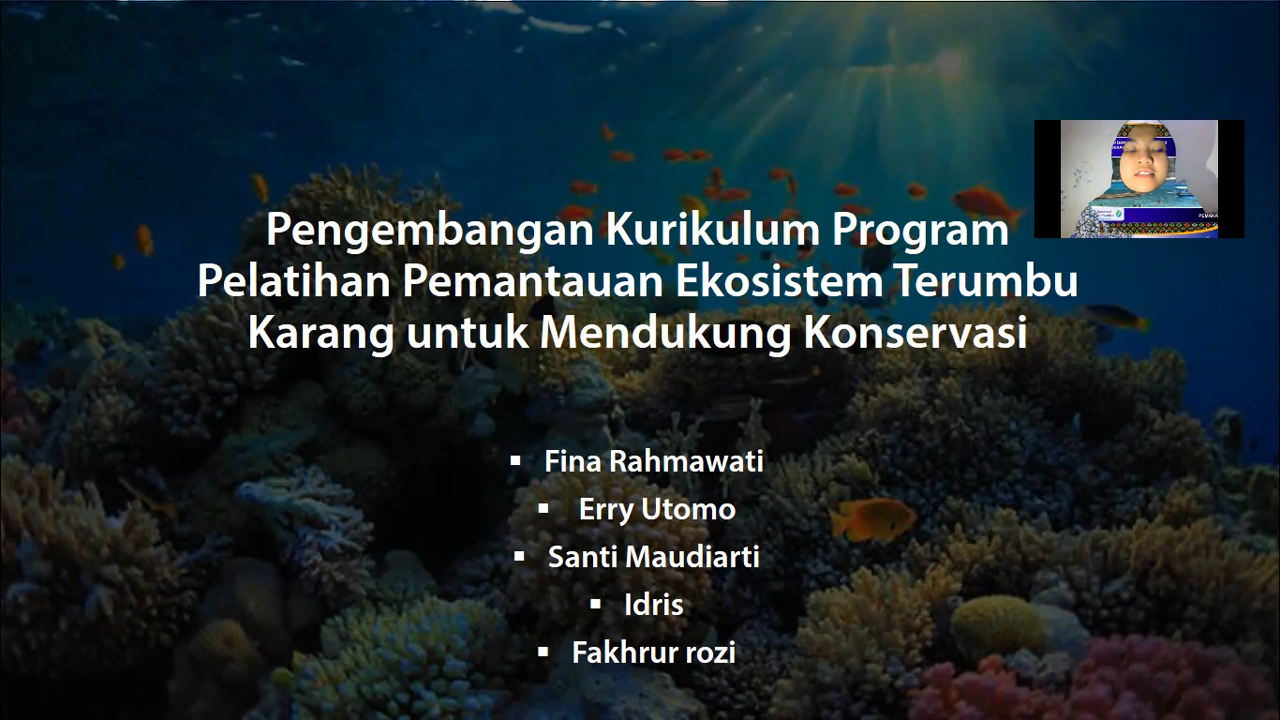 Pengembangan Kurikulum Program
Pelatihan Pemantauan Ekosistem Terumbu
Karang untuk Mendukung Konservasi
▪ Fina Rahmawati
▪ Erry Utomo
▪ Santi Maudiarti
▪ Idris
▪ Fakhrur rozi